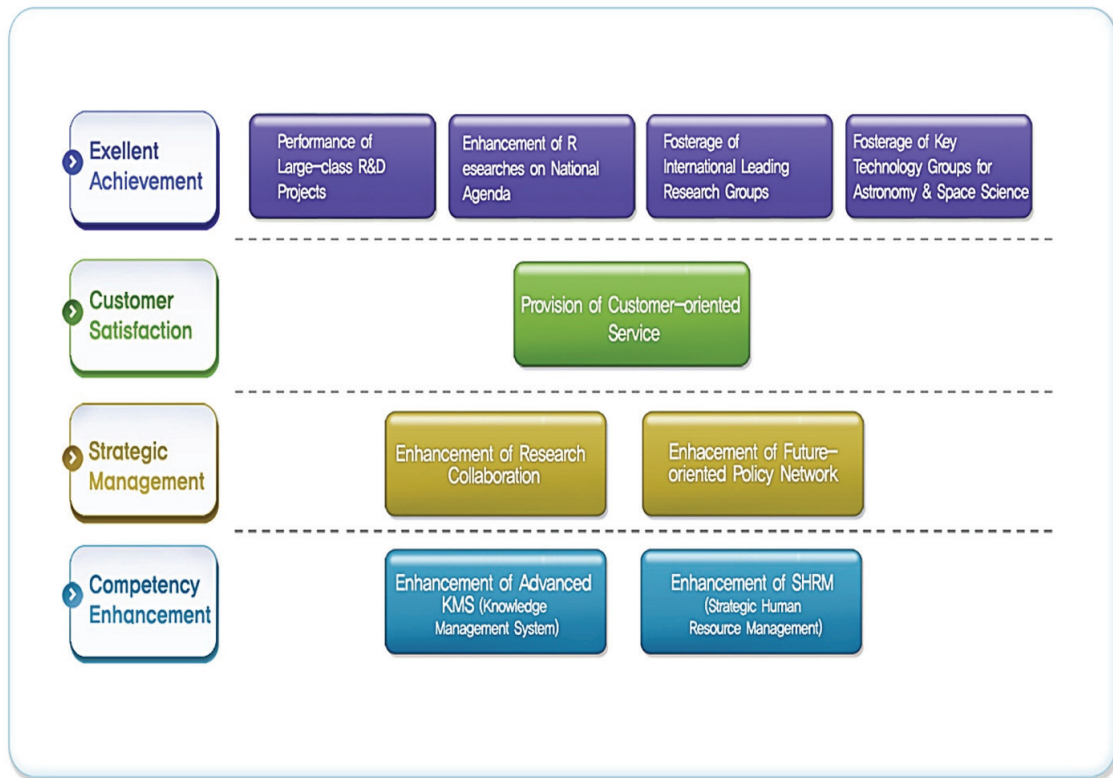 Exellent
Achievement
Performance of
Large-class R&D
Projects
Enhancement of R
esearches on National
Agenda
Fosterage of
International Leading
Research Groups
Fosterage of Key
Technology Groups for
Astronomy & Space Science
Customer
Satisfaction
Provision of Customer-oriented
Service
Strategic
Management
Enhancement of Research
Collaboration
Enhacement of Future-
oriented Policy Network
Competency
Enhancement
Enhancement of Advanced
KMS (Knowledge
Management System)
Enhancement of SHRM
(Strategic Human
Resource Management)